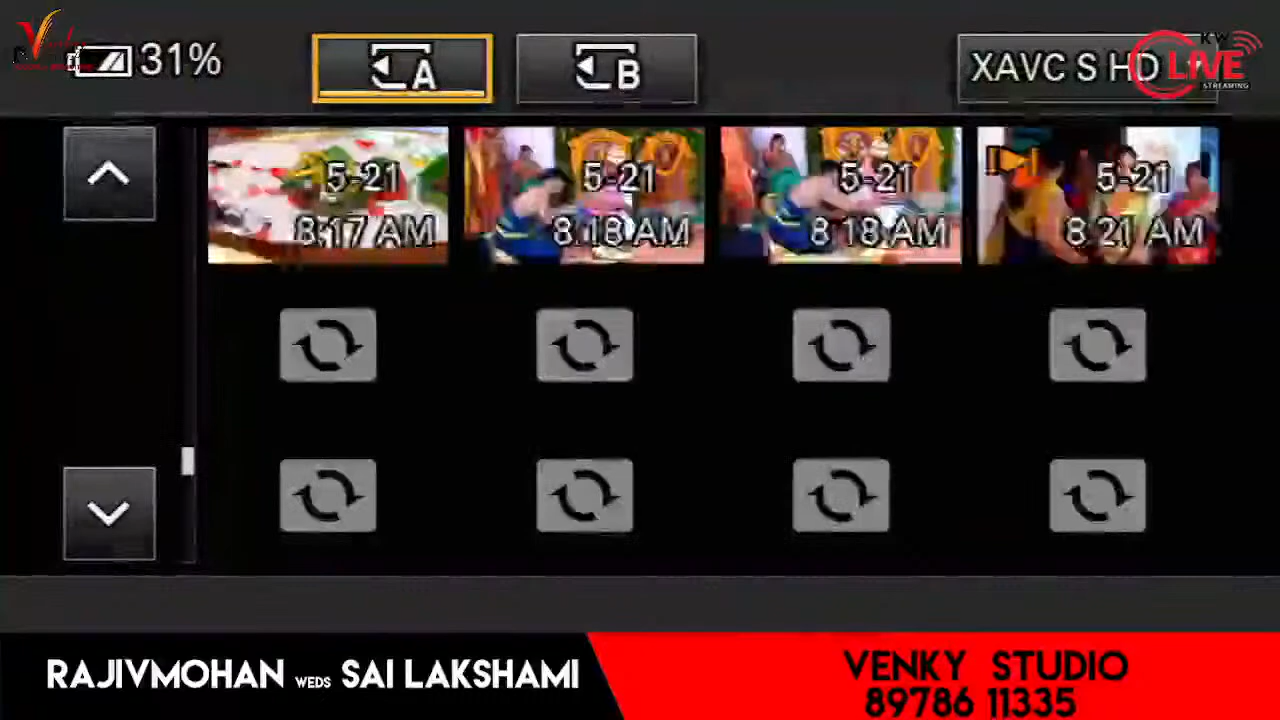 31%
A
B
XAVC S HD
KW
LIVE
STREAMING
5-21
8:17 AM
5-21
8:18 AM
5-21
8:18 AM
5-21
8:21 AM
RAJIVMOHAN WEDS SAI LAKSHAMI
VENKY STUDIO
89786 11335